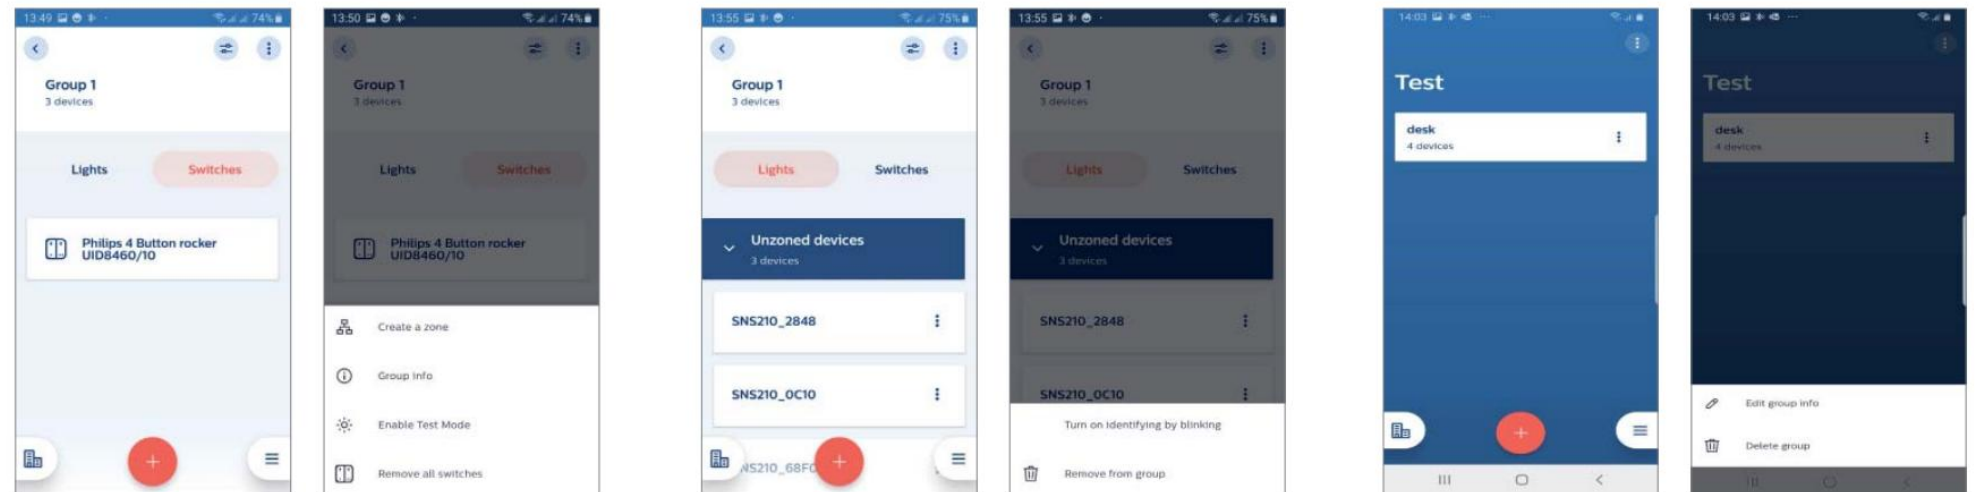 13:49
74%
Group 1
3 devices
Lights
Switches
Philips 4 Button rocker
UID8460/10
13:50
74%
Group 1
3 devices
Lights
Switches
Philips 4 Button rocker
UID8460/10
Create a zone
Group Info
Enable Test Mode
Remove all switches
13:55
75%
Group 1
3 devices
Lights
Switches
Unzoned devices
3 devices
SNS210_2848
SNS210_0C10
13:55
75%
Group 1
3 devices
Lights
Switches
Unzoned devices
3 devices
SNS210_2848
SNS210_0C10
Turn on identifying by blinking
Remove from group
14:03
Test
desk
4 devices
14:03
Test
desk
4 devices
Edit group info
Delete group